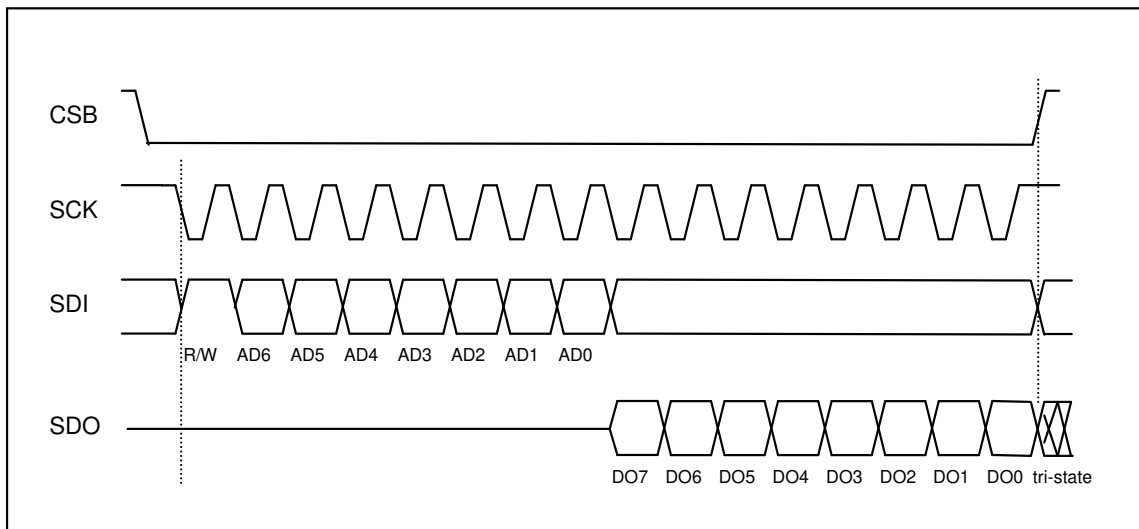 CSB
SCK
SDI
R/W AD6 AD5 AD4 AD3 AD2 AD1 AD0
SDO
DO7 DO6 DO5 DO4 DO3 DO2 DO1 DO0 tri-state